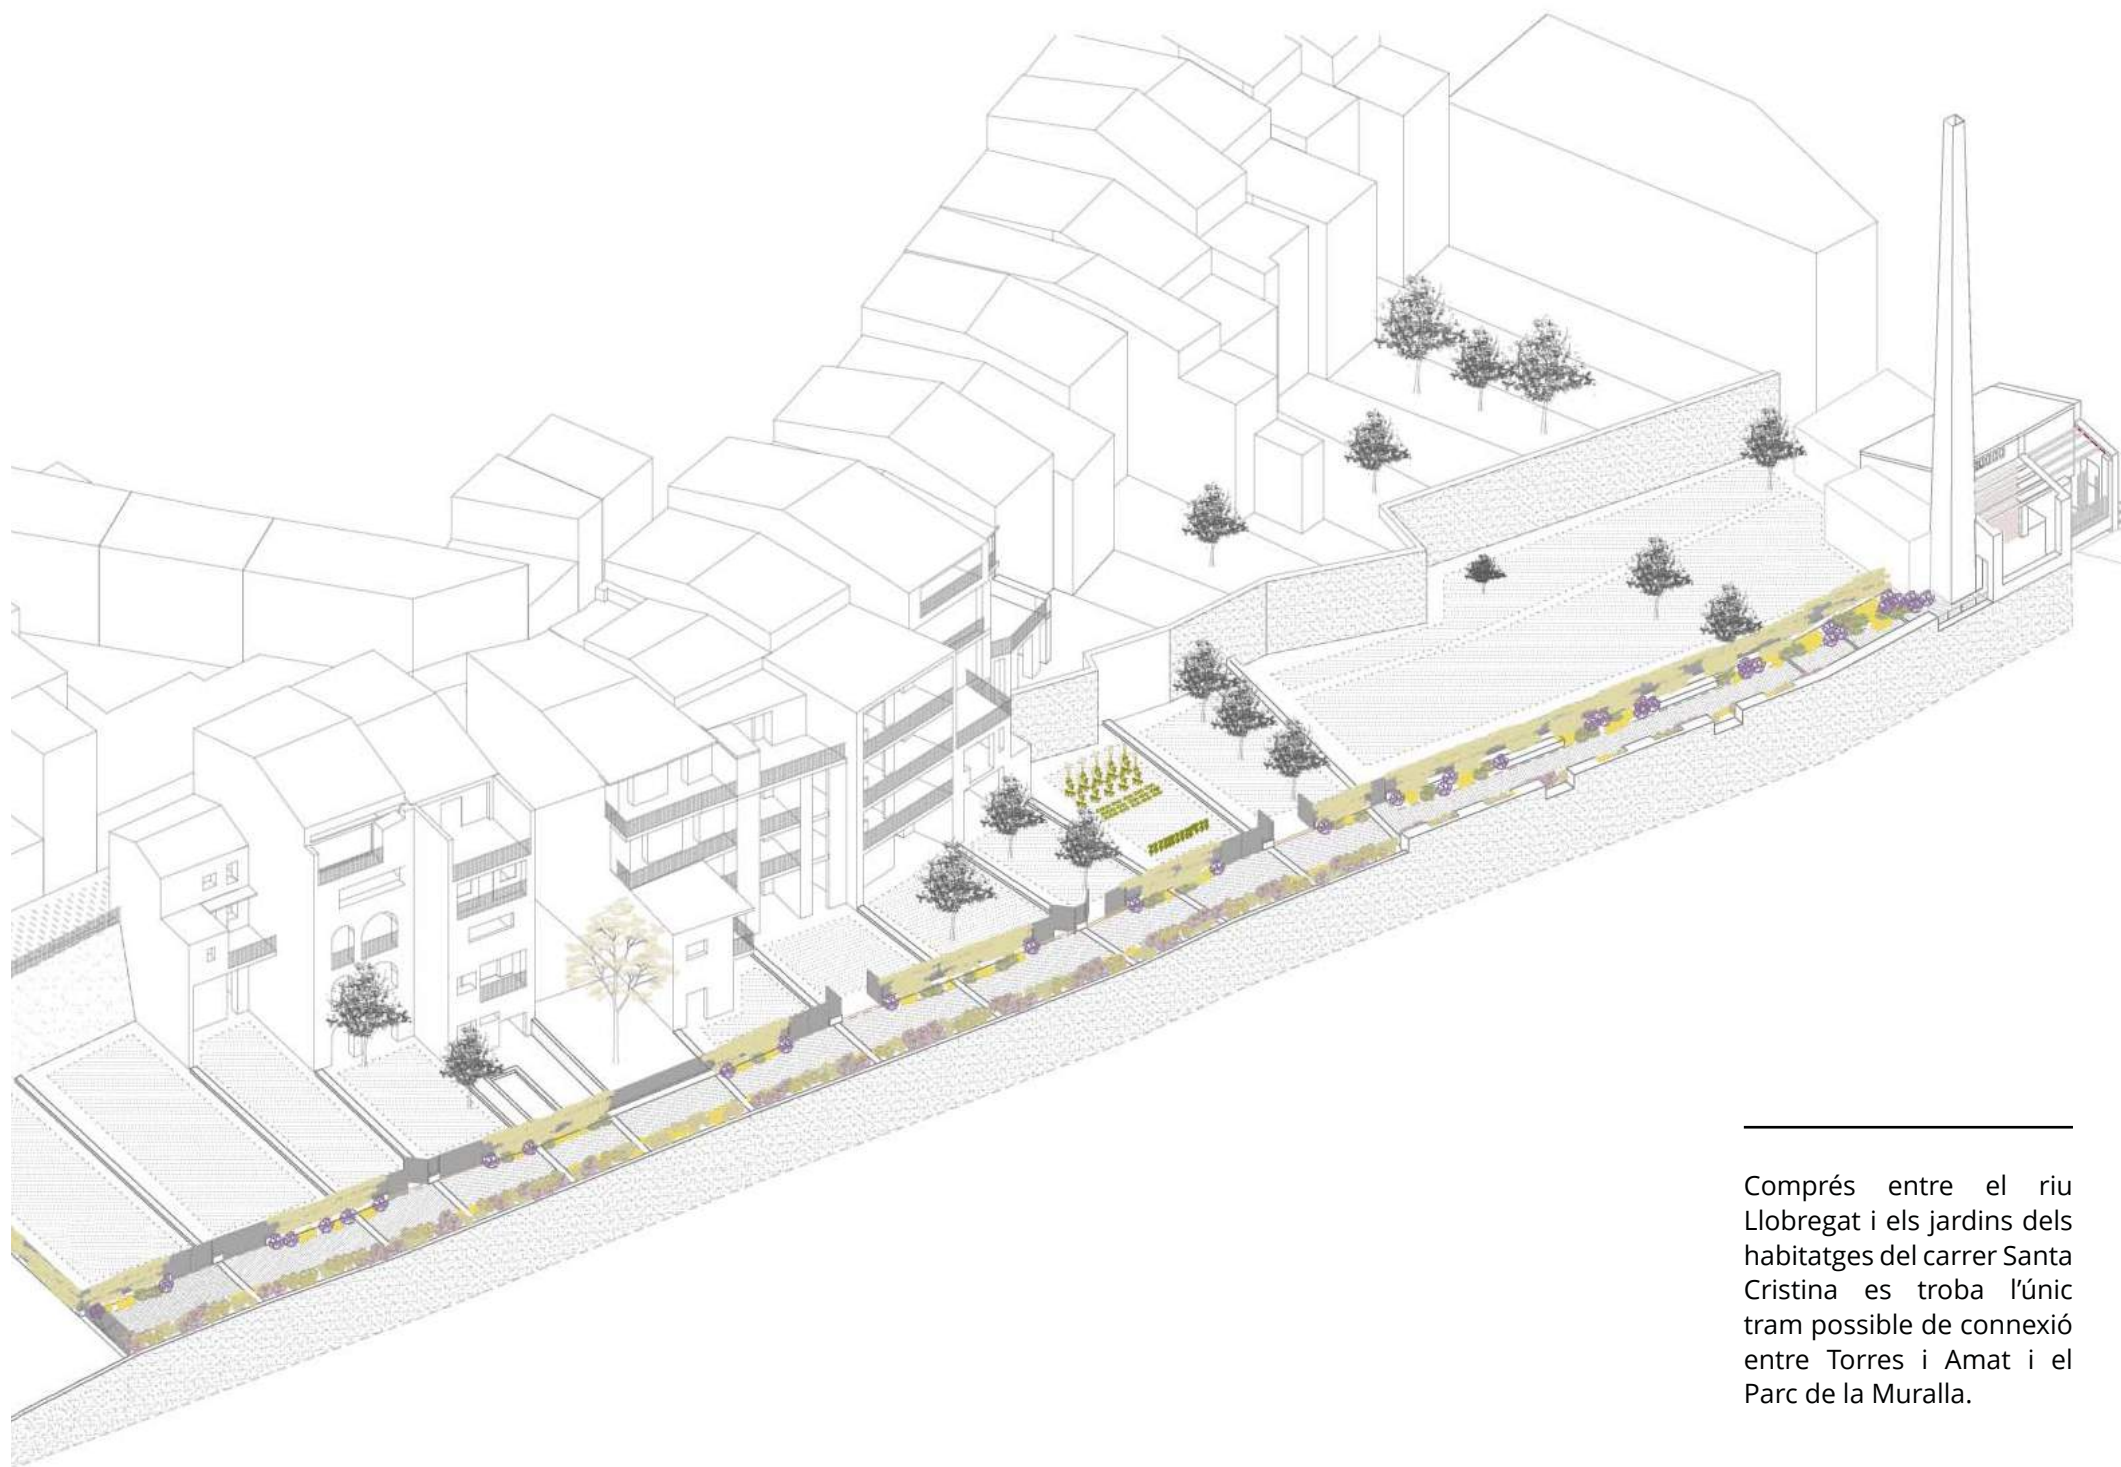 Comprés entre el riu
Llobregat i els jardins dels
habitatges del carrer Santa
Cristina es troba l'únic
tram possible de connexió
entre Torres i Amat i el
Parc de la Muralla.